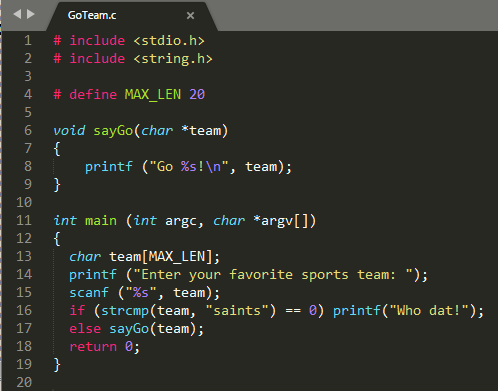 GoTeam.c
1 # include <stdio.h>
2 # include <string.h>
3
4 # define MAX_LEN 20
5
6 void sayGo(char *team)
7 {
8     printf ("Go %s!\n", team);
9 }
10
11 int main (int argc, char *argv[])
12 {
13   char team[MAX_LEN];
14   printf ("Enter your favorite sports team: ");
15   scanf ("%s", team);
16   if (strcmp(team, "saints") == 0) printf("Who dat!");
17   else sayGo(team);
18   return 0;
19 }
20